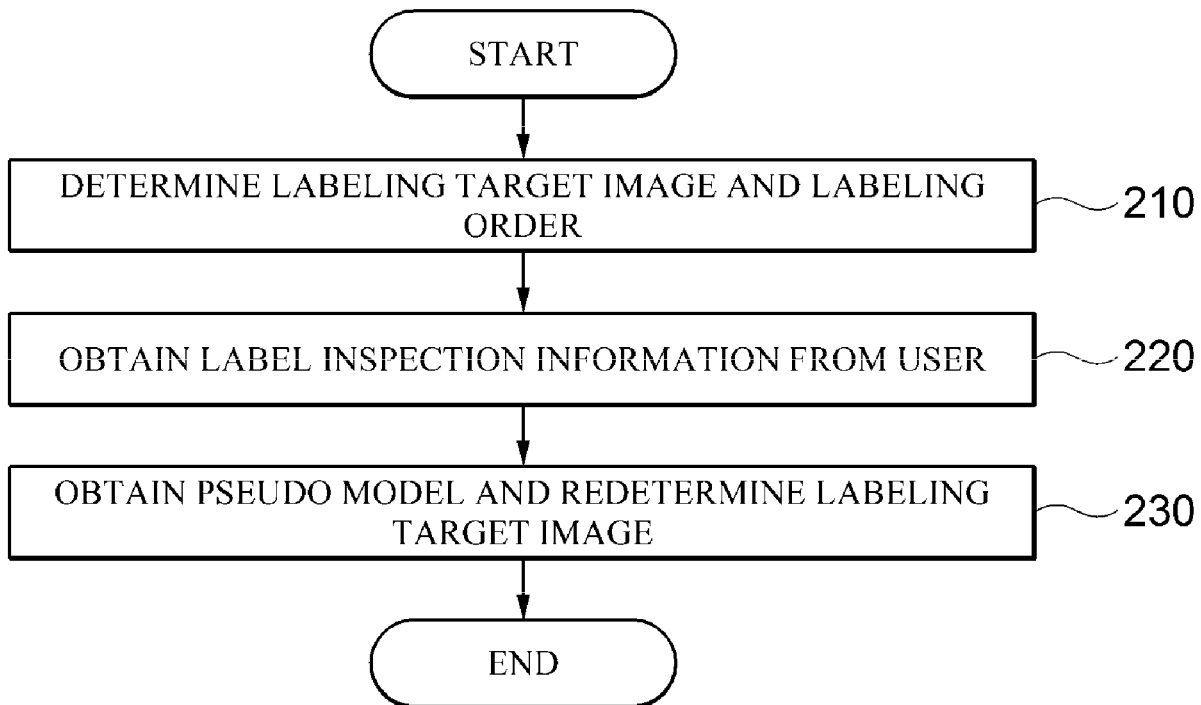 START
DETERMINE LABELING TARGET IMAGE AND LABELING
ORDER
210
OBTAIN LABEL INSPECTION INFORMATION FROM USER
220
OBTAIN PSEUDO MODEL AND REDETERMINE LABELING
TARGET IMAGE
230
END